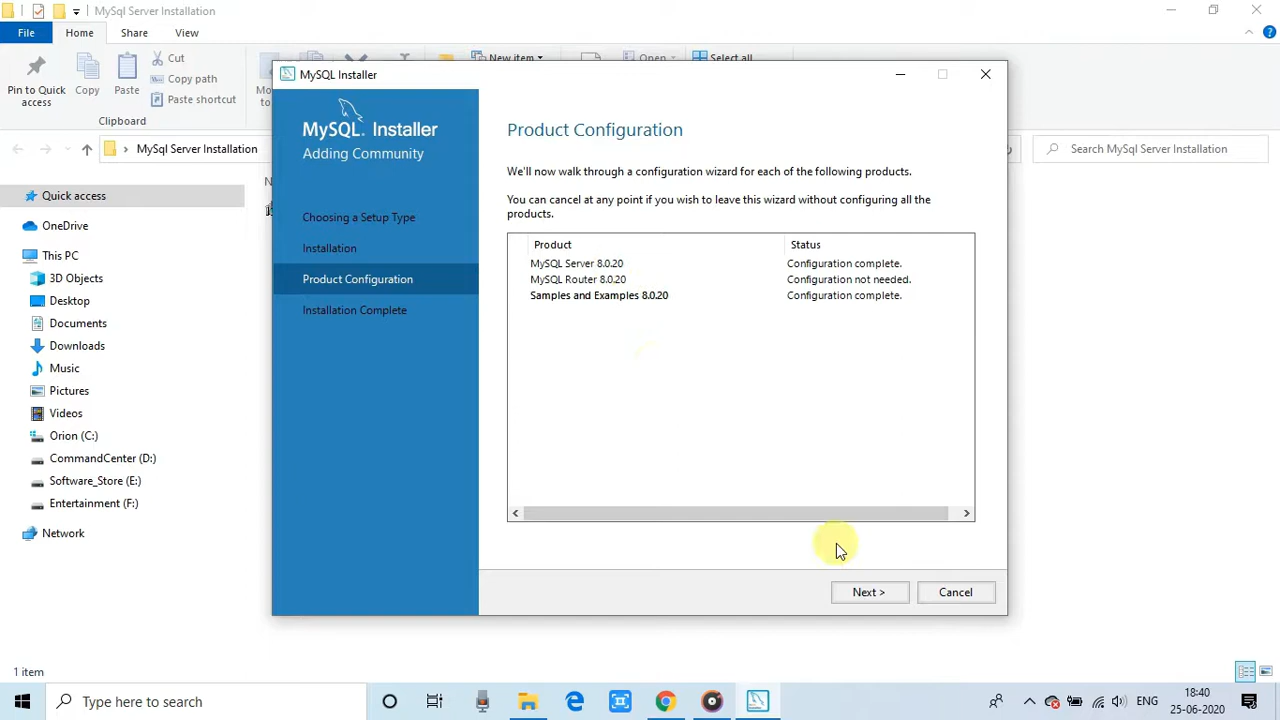 MySQL Server Installation
File
Home
Share
View
Pin to Quick access
Copy
Paste
Cut
Copy path
Paste shortcut
Clipboard
New item
Open
Select all
MySql Server Installation
Search MySql Server Installation
Quick access
OneDrive
This PC
3D Objects
Desktop
Documents
Downloads
Music
Pictures
Videos
Orion (C:)
CommandCenter (D:)
Software_Store (E:)
Entertainment (F:)
Network
1 item
MySQL Installer
MySQL. Installer
Adding Community
Choosing a Setup Type
Installation
Product Configuration
Installation Complete
Product Configuration
We'll now walk through a configuration wizard for each of the following products.
You can cancel at any point if you wish to leave this wizard without configuring all the
products.
Product Status
MySQL Server 8.0.20 Configuration complete.
MySQL Router 8.0.20 Configuration not needed.
Samples and Examples 8.0.20 Configuration complete.
Next > Cancel
Type here to search
ENG
18:40
25-06-2020